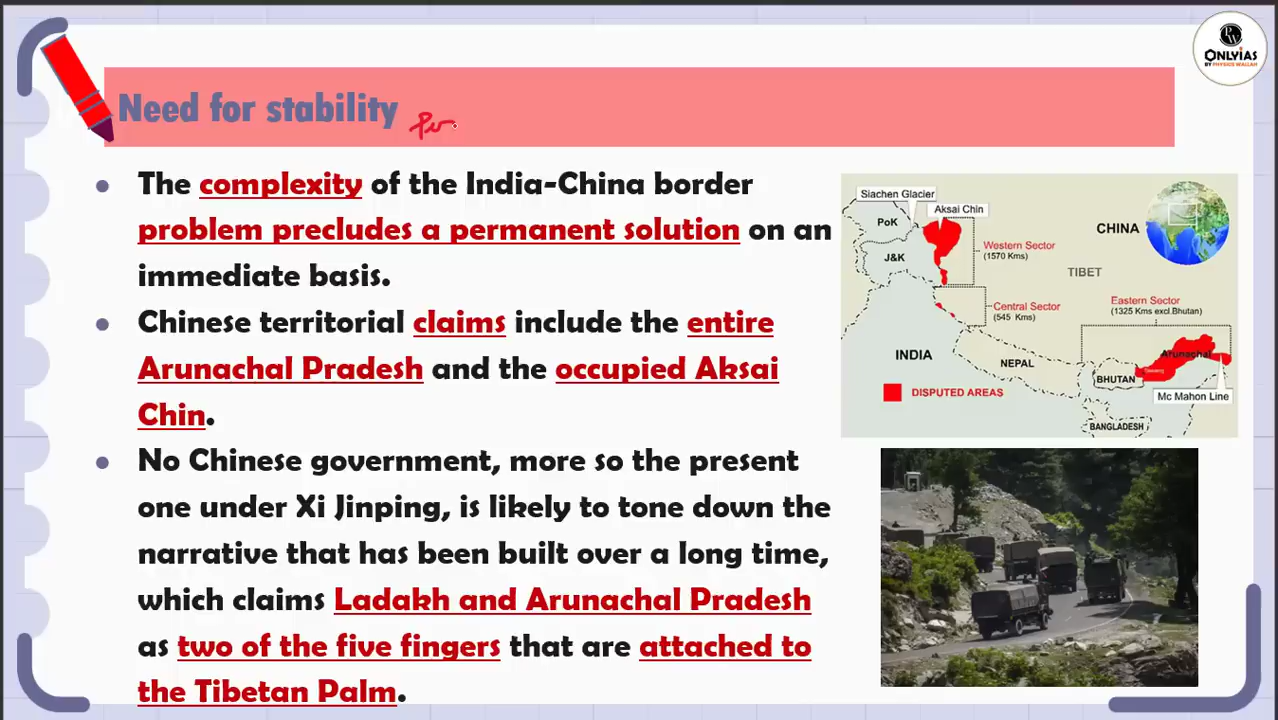 PW
ONLYIAS
BY PHYSICS WALLAH
Need for stability
The complexity of the India-China border
problem precludes a permanent solution on an
immediate basis.
Chinese territorial claims include the entire
Arunachal Pradesh and the occupied Aksai
Chin.
No Chinese government, more so the present
one under Xi Jinping, is likely to tone down the
narrative that has been built over a long time,
which claims Ladakh and Arunachal Pradesh
as two of the five fingers that are attached to
the Tibetan Palm.
Siachen Glacier
Aksai Chin
PoK
CHINA
J&K
Western Sector
(1570 Kms)
TIBET
Central Sector
(545 Kms)
Eastern Sector
(1325 Kms excl.Bhutan)
INDIA
NEPAL
Arunachal
Tawang
BHUTAN
DISPUTED AREAS
Mc Mahon Line
BANGLADESH